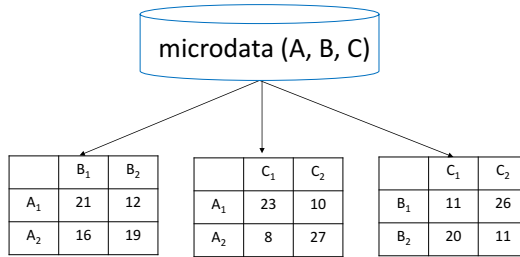 microdata (A, B, C)
B₁ B₂
A₁ 21 12
A₂ 16 19
C₁ C₂
A₁ 23 10
A₂ 8 27
C₁ C₂
B₁ 11 26
B₂ 20 11